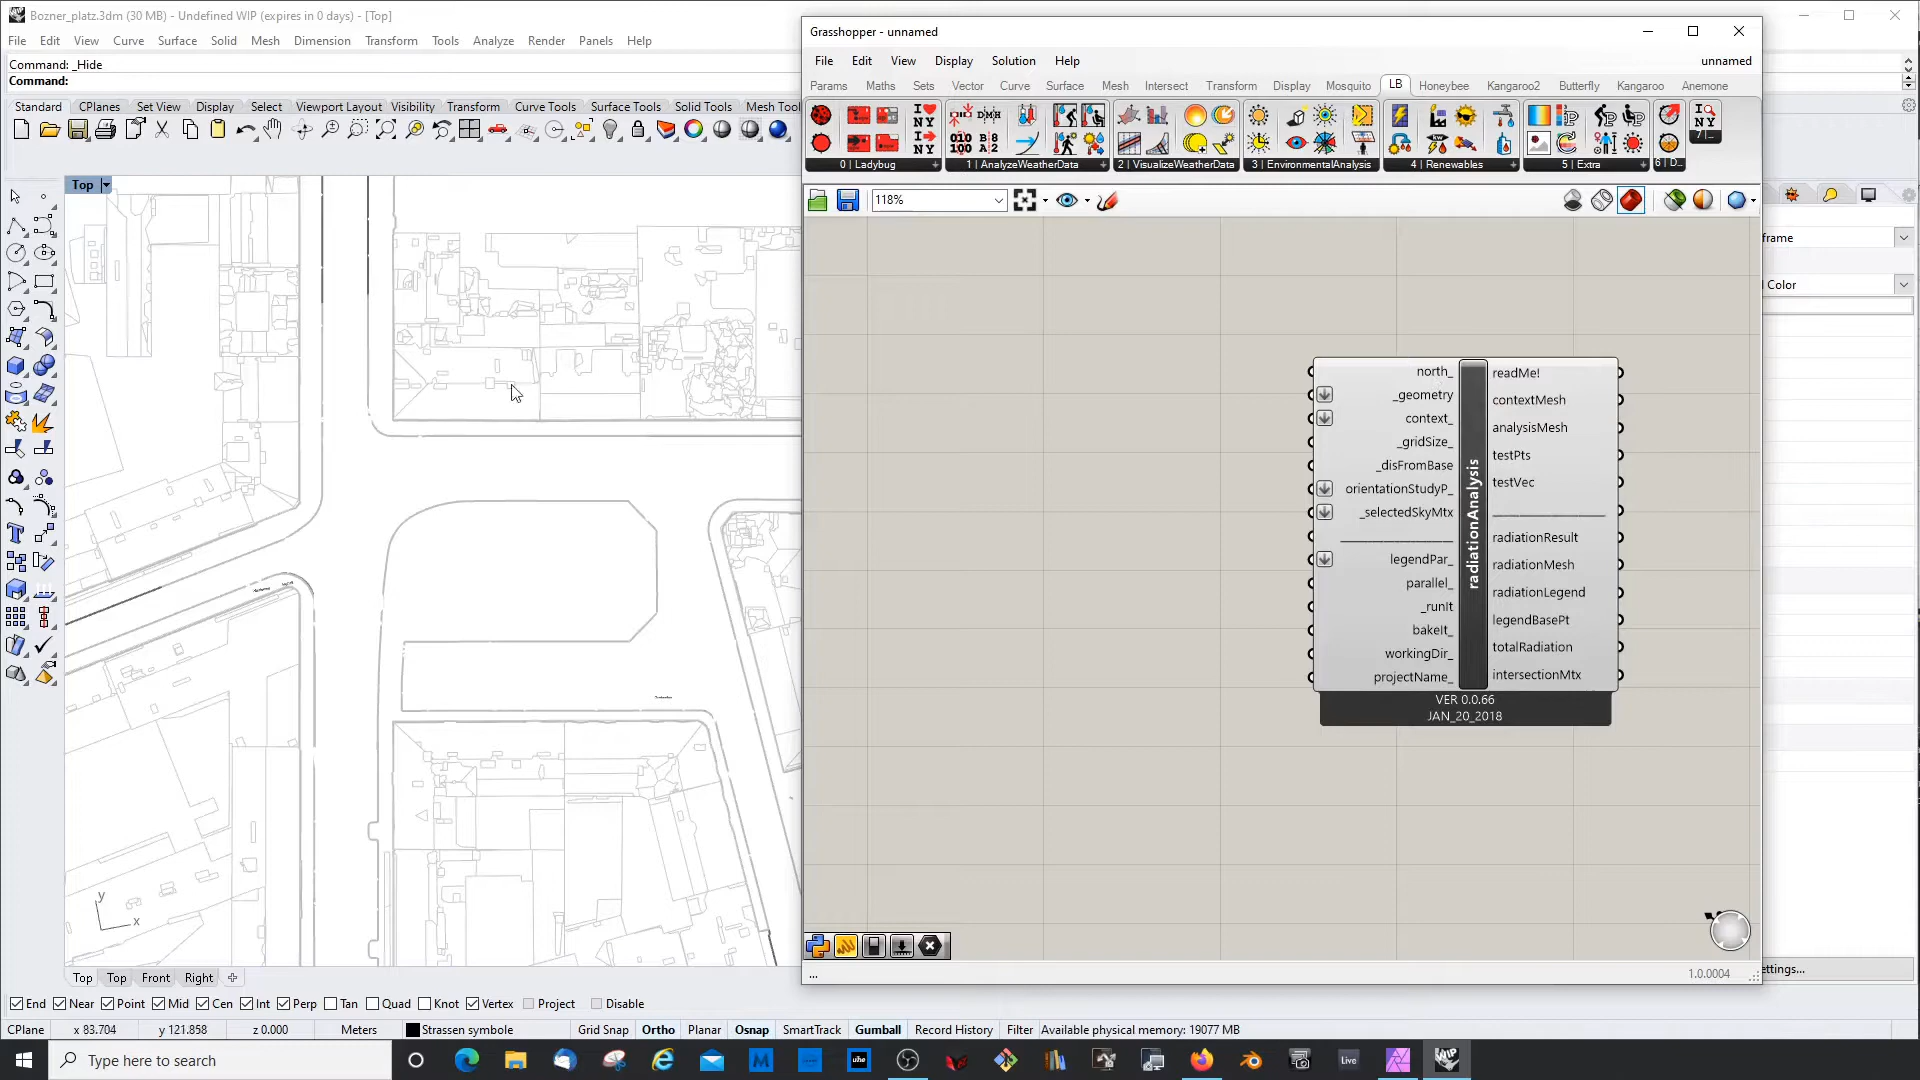 Bozner_platz.3dm (30 MB) - Undefined WIP (expires in 0 days) - [Top]
File Edit View Curve Surface Solid Mesh Dimension Transform Tools Analyze Render Panels Help
Command: _Hide
Command:
Standard CPlanes Set View Display Select Viewport Layout Visibility Transform Curve Tools Surface Tools Solid Tools Mesh Tool
Top
Grasshopper - unnamed
File Edit View Display Solution Help
unnamed
Params Maths Sets Vector Curve Surface Mesh Intersect Transform Display Mosquito LB Honeybee Kangaroo2 Butterfly Kangaroo Anemone
0 | Ladybug
1 | AnalyzeWeatherData
2 | VisualizeWeatherData
3 | EnvironmentalAnalysis
4 | Renewables
5 | Extra
6 | D...
7 | ...
118%
north_
_geometry
context_
_gridSize_
_disFromBase
orientationStudyP_
_selectedSkyMtx
legendPar_
parallel_
_runIt
bakeIt_
workingDir_
projectName_
radiationAnalysis
readMe!
contextMesh
analysisMesh
testPts
testVec
radiationResult
radiationMesh
radiationLegend
legendBasePt
totalRadiation
intersectionMtx
VER 0.0.66
JAN_20_2018
...
1.0.0004
frame
Color
ettings...
y
x
Top Top Front Right
End Near Point Mid Cen Int Perp Tan Quad Knot Vertex Project Disable
CPlane x 83.704 y 121.858 z 0.000 Meters Strassen symbole Grid Snap Ortho Planar Osnap SmartTrack Gumball Record History Filter Available physical memory: 19077 MB
Type here to search
uhe
Live
WIP